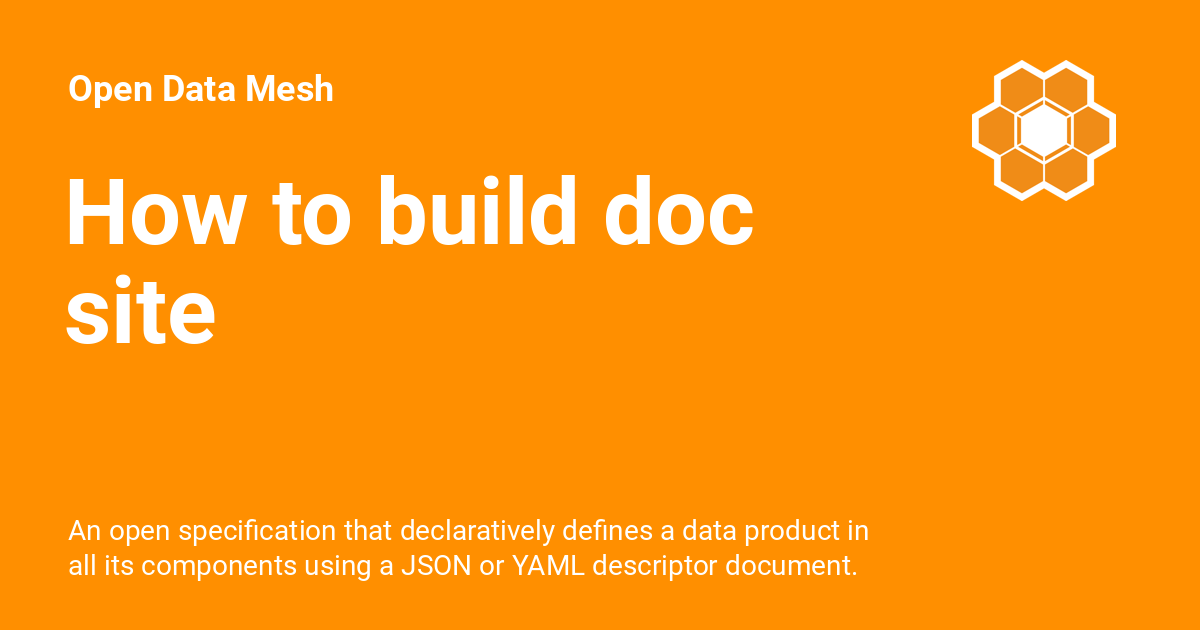 Open Data Mesh
How to build doc
site
An open specification that declaratively defines a data product in
all its components using a JSON or YAML descriptor document.